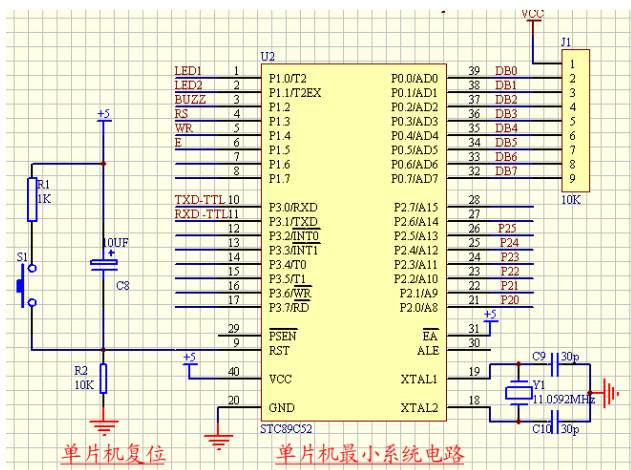 VCC
U2
J1
LED1 1 P1.0/T2 P0.0/AD0 39 DB0 1
LED2 2 P1.1/T2EX P0.1/AD1 38 DB1 2
BUZZ 3 P1.2 P0.2/AD2 37 DB2 3
RS 4 P1.3 P0.3/AD3 36 DB3 4
WR 5 P1.4 P0.4/AD4 35 DB4 5
E 6 P1.5 P0.5/AD5 34 DB5 6
7 P1.6 P0.6/AD6 33 DB6 7
8 P1.7 P0.7/AD7 32 DB7 8
9
10K
+5
R1
1K
S1
10UF
+
C8
R2
10K
TXD-TTL 10 P3.0/RXD P2.7/A15 28
RXD -TTL 11 P3.1/TXD P2.6/A14 27
12 P3.2/INT0 P2.5/A13 26 P25
13 P3.3/INT1 P2.4/A12 25 P24
14 P3.4/T0 P2.3/A11 24 P23
15 P3.5/T1 P2.2/A10 23 P22
16 P3.6/WR P2.1/A9 22 P21
17 P3.7/RD P2.0/A8 21 P20
+5
29 PSEN EA 31
9 RST ALE 30
+5
40 VCC XTAL1 19
20 GND XTAL2 18
STC89C52
C9 30p
Y1
11.0592MHz
C10 30p
单片机复位
单片机最小系统电路